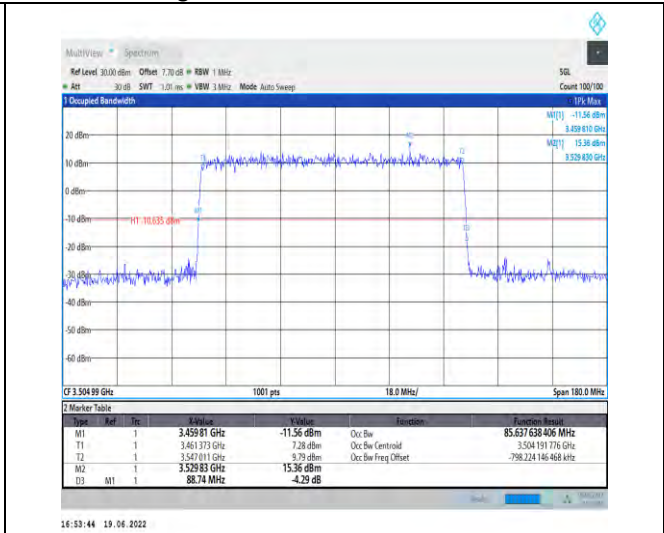 MultiView Spectrum
Ref Level 30.00 dBm Offset 7.70 dB RBW 1 MHz SGL
Att 30 dB SWT 1.01 ms VBW 3 MHz Mode Auto Sweep Count 100/100
1 Occupied Bandwidth 1Pk Max
M1[1] -11.56 dBm
3.459 810 GHz
20 dBm M2[1] 15.36 dBm
3.529 830 GHz
M2
T1 T2
10 dBm
0 dBm
M1
-10 dBm H1 -10.635 dBm
D3
-20 dBm
-30 dBm
-40 dBm
-50 dBm
-60 dBm
CF 3.504 99 GHz 1001 pts 18.0 MHz/ Span 180.0 MHz
2 Marker Table
Type Ref Trc X-Value Y-Value Function Function Result
M1 1 3.459 81 GHz -11.56 dBm Occ Bw 85.637 638 406 MHz
T1 1 3.461 373 GHz 7.28 dBm Occ Bw Centroid 3.504 191 776 GHz
T2 1 3.547 011 GHz 9.79 dBm Occ Bw Freq Offset -798.224 146 468 kHz
M2 1 3.529 83 GHz 15.36 dBm
D3 M1 1 88.74 MHz -4.29 dB
16:53:44 19.06.2022